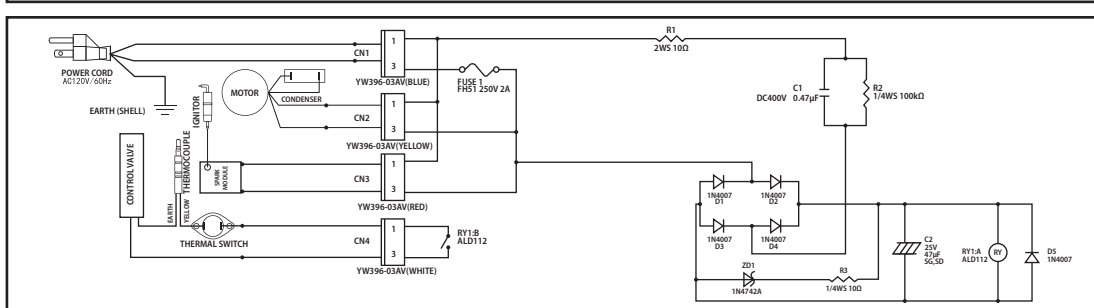 POWER CORD
AC120V/60Hz
EARTH (SHELL)
CONTROL VALVE
THERMOCOUPLE
IGNITOR
EARTH
YELLOW
THERMAL SWITCH
MOTOR
CONDENSER
SPARK
MODULE
CN1
1
3
YW396-03AV(BLUE)
CN2
1
3
YW396-03AV(YELLOW)
CN3
1
3
YW396-03AV(RED)
CN4
1
3
YW396-03AV(WHITE)
FUSE 1
FH51 250V 2A
RY1:B
ALD112
R1
2WS 10Ω
C1
DC400V 0.47μF
R2
1/4WS 100kΩ
1N4007
D1
1N4007
D2
1N4007
D3
1N4007
D4
ZD1
1N4742A
R3
1/4WS 10Ω
C2
25V
47μF
SG,SD
RY1:A
ALD112
RY
D5
1N4007